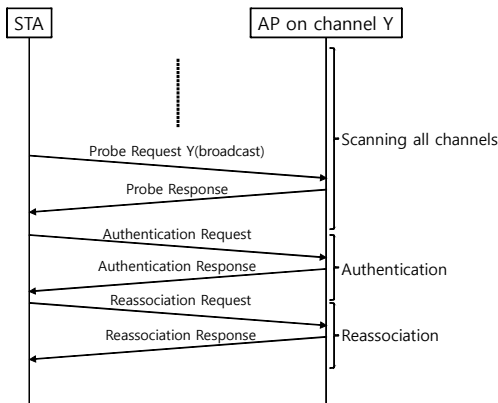 STA
AP on channel Y
Scanning all channels
Probe Request Y(broadcast)
Probe Response
Authentication Request
Authentication Response
Authentication
Reassociation Request
Reassociation Response
Reassociation